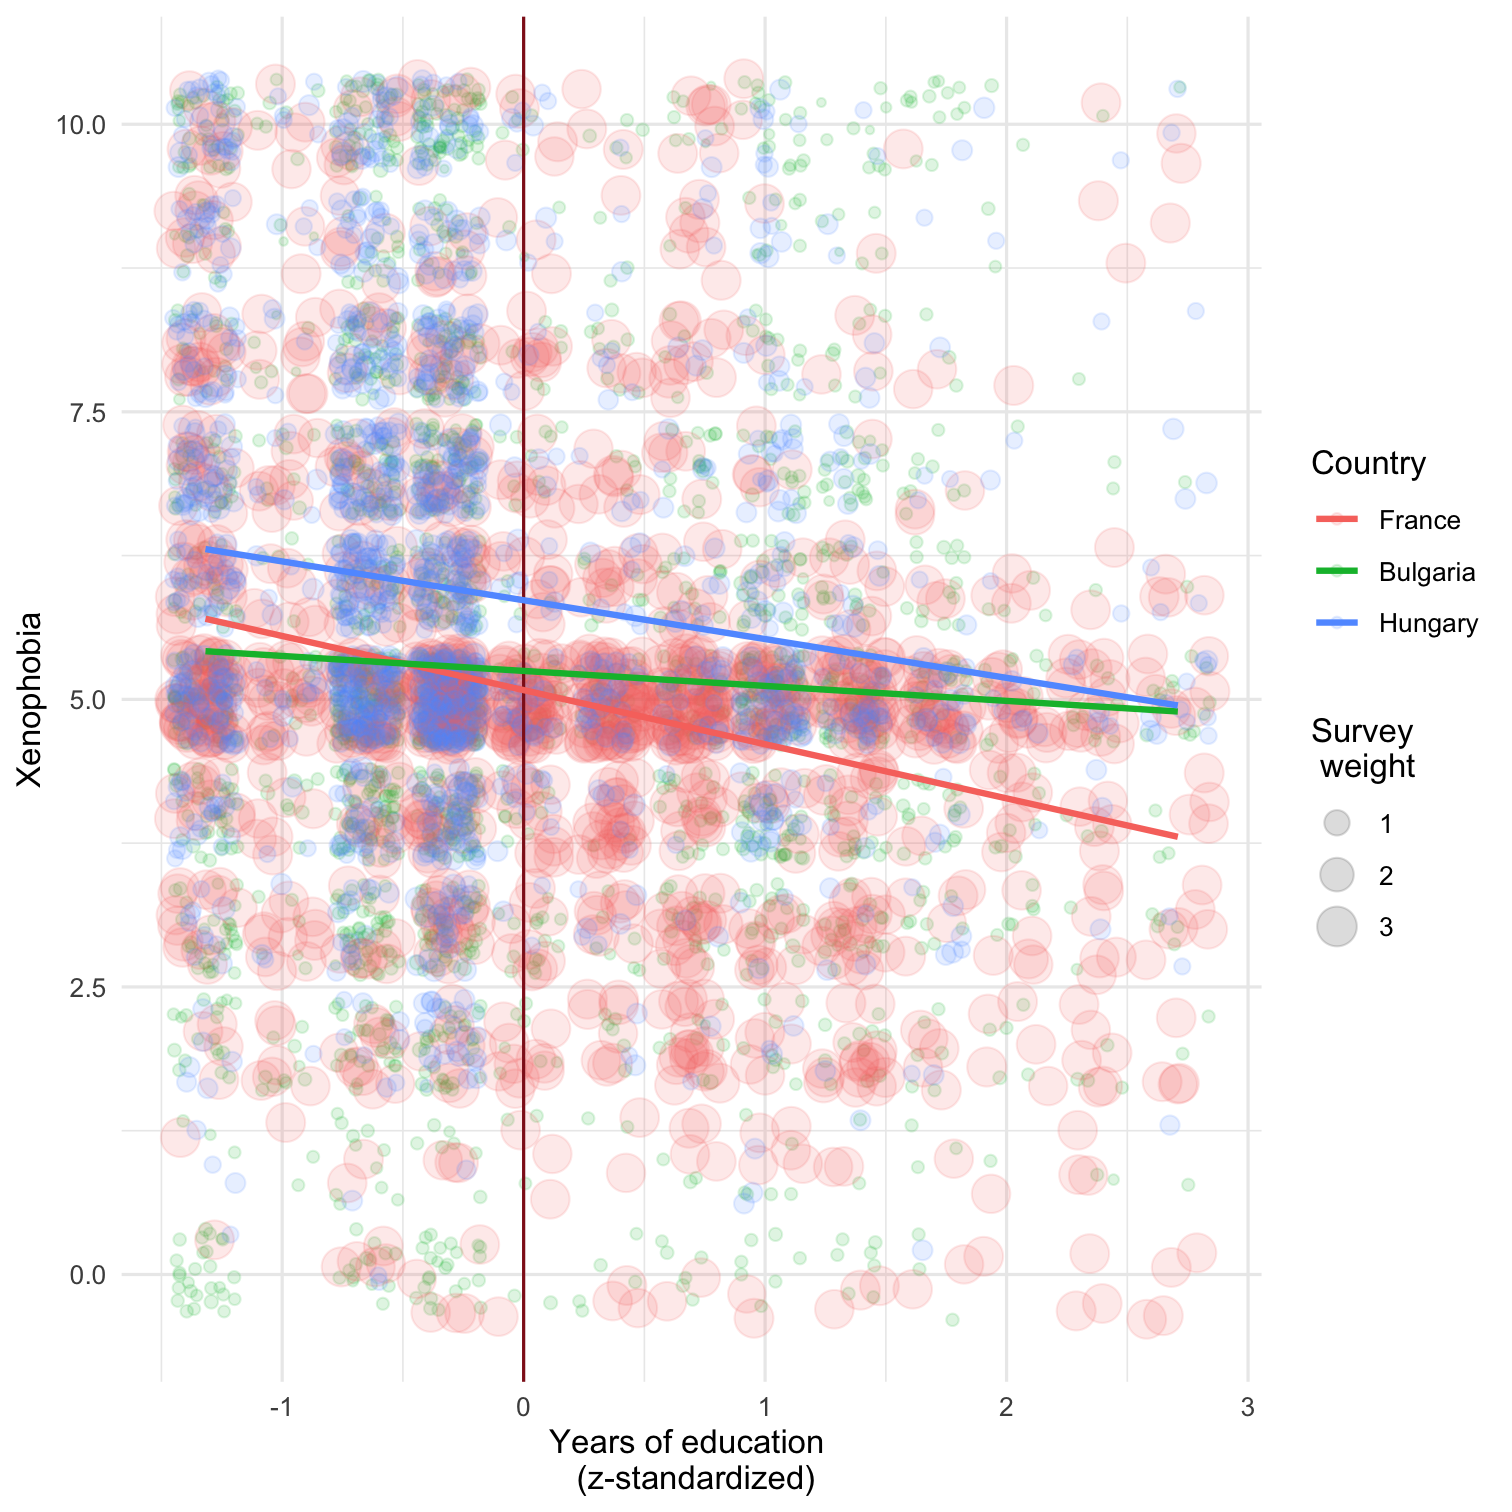 10.0
7.5
5.0
2.5
0.0
Xenophobia
-1
0
1
2
3
Years of education
(z-standardized)
Country
France
Bulgaria
Hungary
Survey
weight
1
2
3